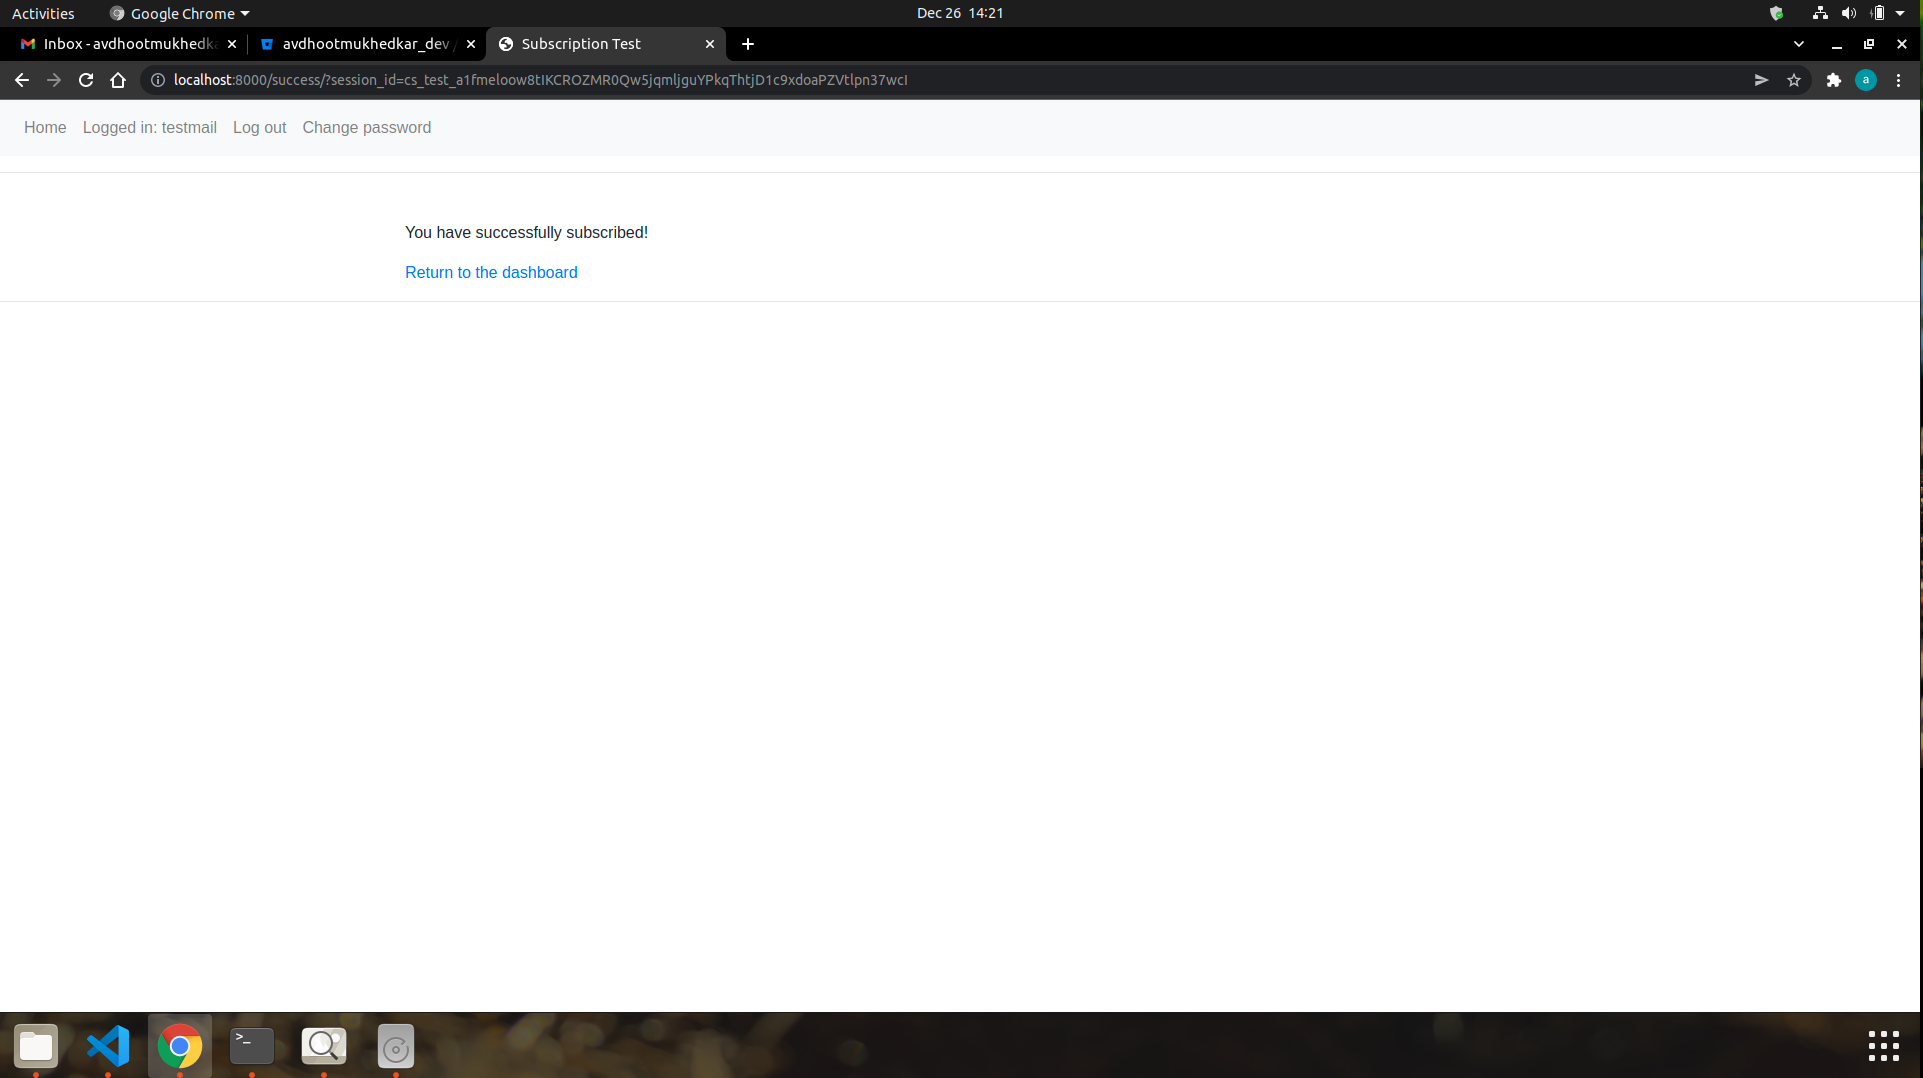 Activities Google Chrome Dec 26 14:21
Inbox - avdhootmukhedka avdhootmukhedkar_dev / Subscription Test
localhost:8000/success/?session_id=cs_test_a1fmeloow8tIKCROZMR0Qw5jqmljguYPkqThtjD1c9xdoaPZVtlpn37wcI a
Home Logged in: testmail Log out Change password
You have successfully subscribed!
Return to the dashboard
>_